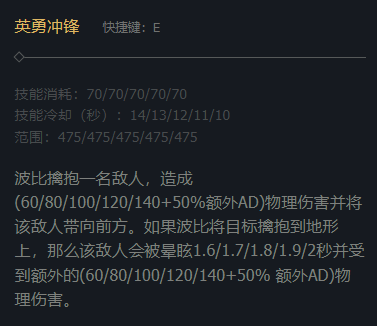 英勇冲锋 快捷键：E
技能消耗：70/70/70/70/70
技能冷却（秒）：14/13/12/11/10
范围：475/475/475/475/475
波比擒抱一名敌人，造成
(60/80/100/120/140+50%额外AD)物理伤害并将
该敌人带向前方。如果波比将目标擒抱到地形
上，那么该敌人会被晕眩1.6/1.7/1.8/1.9/2秒并受
到额外的(60/80/100/120/140+50% 额外AD)物
理伤害。